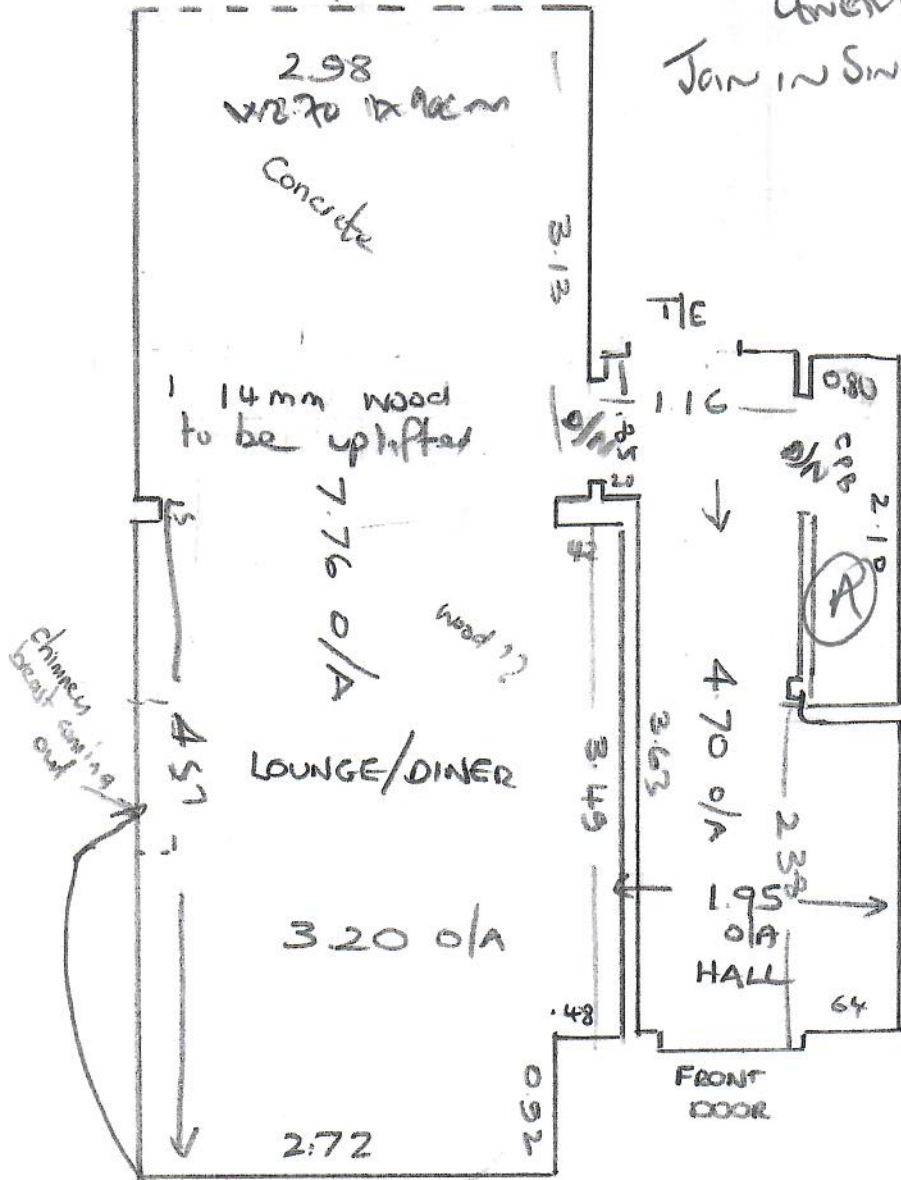 JOIN IN
2.98
Concrete
3.13
T/E
14mm wood
to be uplifted
1.16
0.80
CPB
2.10
A
7.76 O/A
wood ??
chimney
breast coming
out
4.57
LOUNGE/DINER
3.49
3.63
4.70 O/A
2.38
3.20 O/A
1.95
O/A
HALL
.48
64
0.92
2.72
FRONT
DOOR